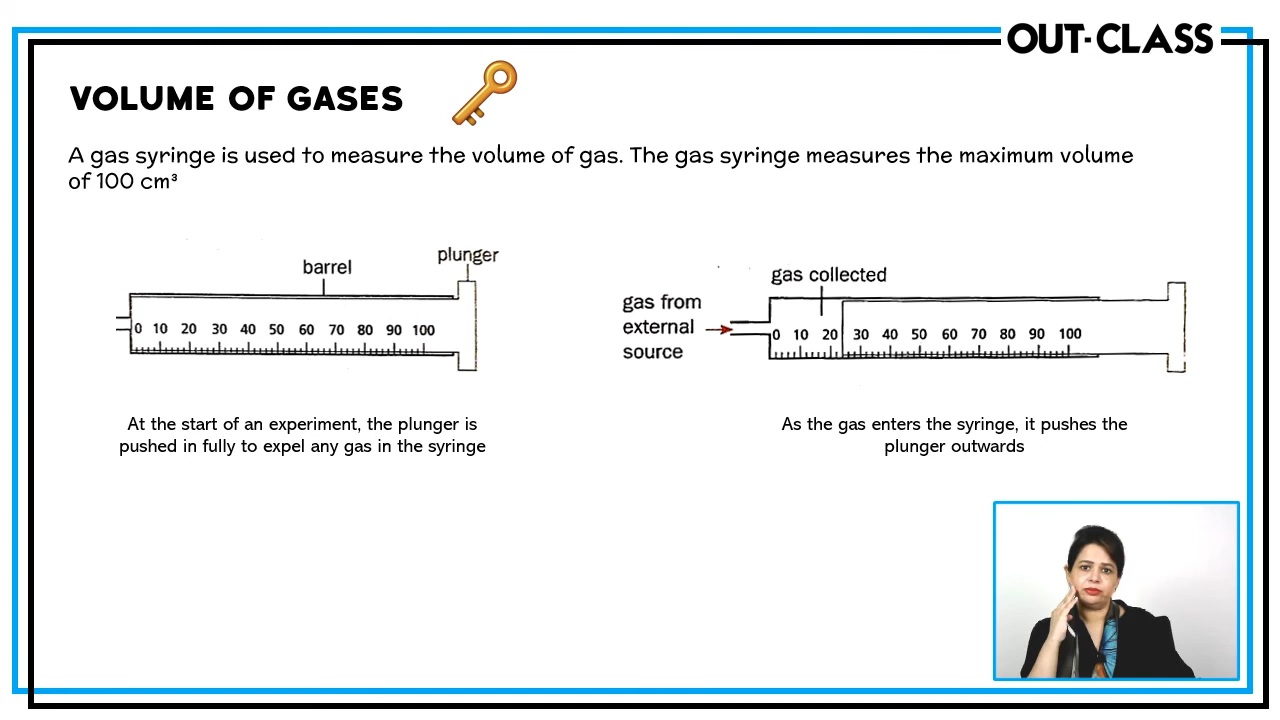 OUT-CLASS
VOLUME OF GASES
A gas syringe is used to measure the volume of gas. The gas syringe measures the maximum volume
of 100 cm³
barrel
plunger
0 10 20 30 40 50 60 70 80 90 100
At the start of an experiment, the plunger is
pushed in fully to expel any gas in the syringe
gas collected
gas from
external
source
0 10 20 30 40 50 60 70 80 90 100
As the gas enters the syringe, it pushes the
plunger outwards